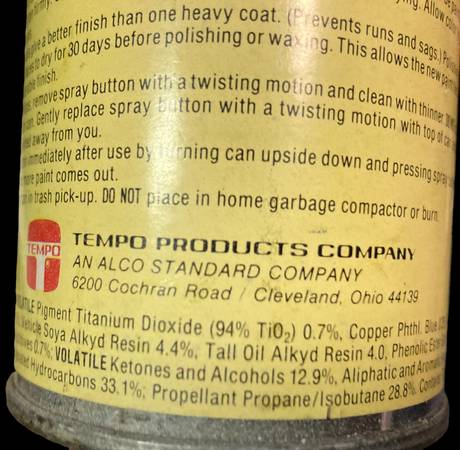 give a better finish than one heavy coat. (Prevents runs and sags.)
to dry for 30 days before polishing or waxing. This allows the new
finish.
remove spray button with a twisting motion and clean with thinner
Gently replace spray button with a twisting motion with top of can
away from you.
immediately after use by turning can upside down and pressing spray
more paint comes out.
in trash pick-up. DO NOT place in home garbage compactor or burn
TEMPO
TEMPO PRODUCTS COMPANY
AN ALCO STANDARD COMPANY
6200 Cochran Road / Cleveland, Ohio 44139
Pigment Titanium Dioxide (94% TiO₂) 0.7%, Copper Phthl. Blue
Soya Alkyd Resin 4.4%, Tall Oil Alkyd Resin 4.0, Phenolic
0.7%; VOLATILE Ketones and Alcohols 12.9%, Aliphatic and
Hydrocarbons 33.1%; Propellant Propane/Isobutane 28.8%.